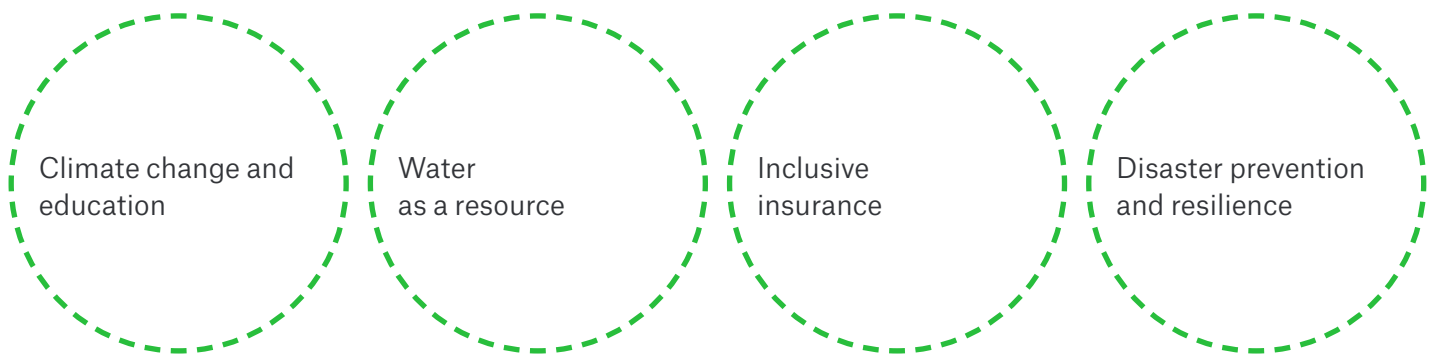 Climate change and
education
Water
as a resource
Inclusive
insurance
Disaster prevention
and resilience